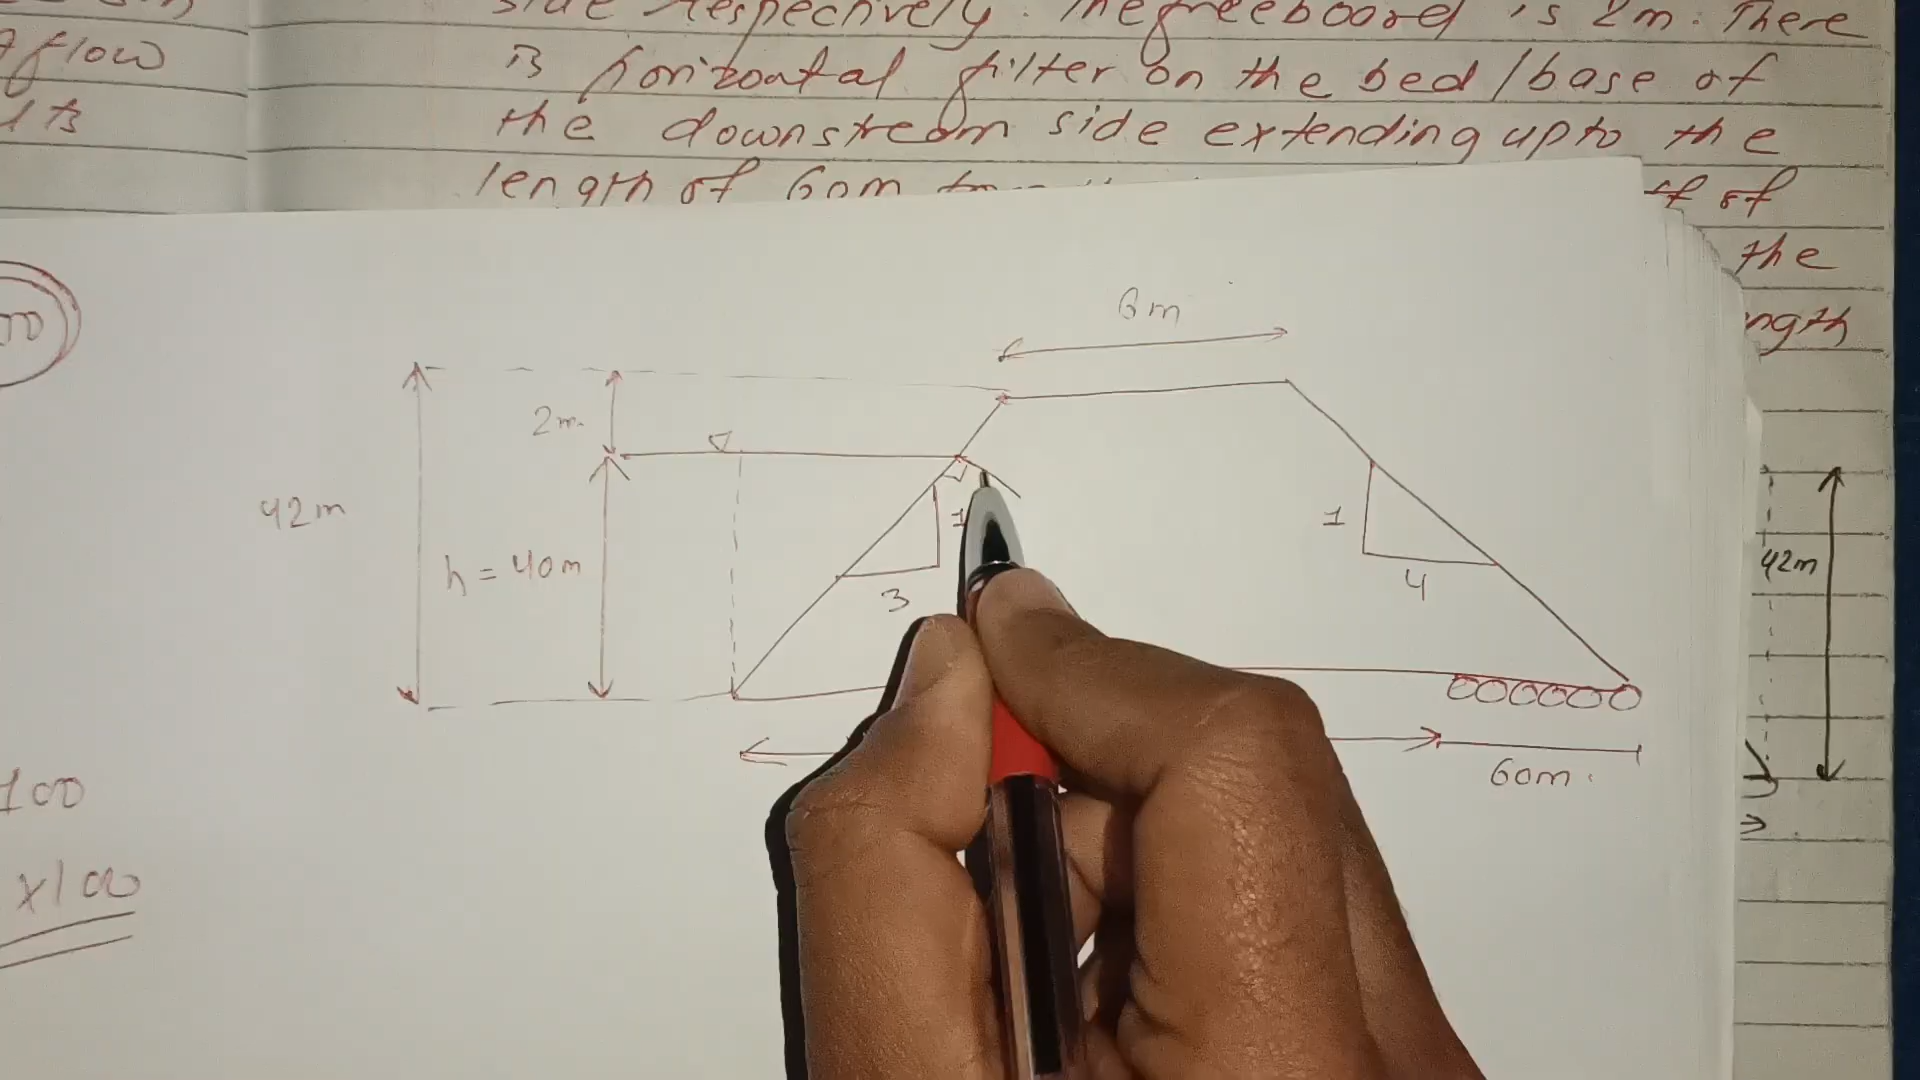 side respectively. The freeboard is 2m. There
is horizontal filter on the bed / base of
the downstream side extending upto the
length of 60m
of
the
ngth
flow
6m
2m.
42m
h = 40m
1
3
1
4
60m.
42m
100
x100